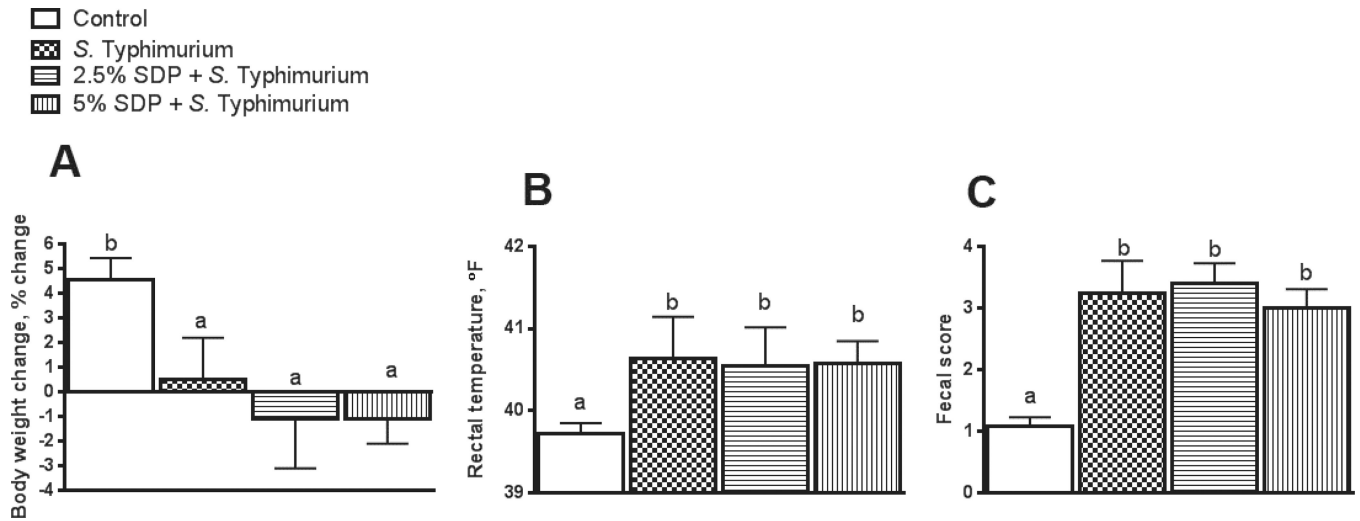 Control
S. Typhimurium
2.5% SDP + S. Typhimurium
5% SDP + S. Typhimurium
A
Body weight change, % change
6
5
4
3
2
1
0
-1
-2
-3
-4
b
a
a
a
B
Rectal temperature, °F
42
41
40
39
a
b
b
b
C
Fecal score
4
3
2
1
0
a
b
b
b